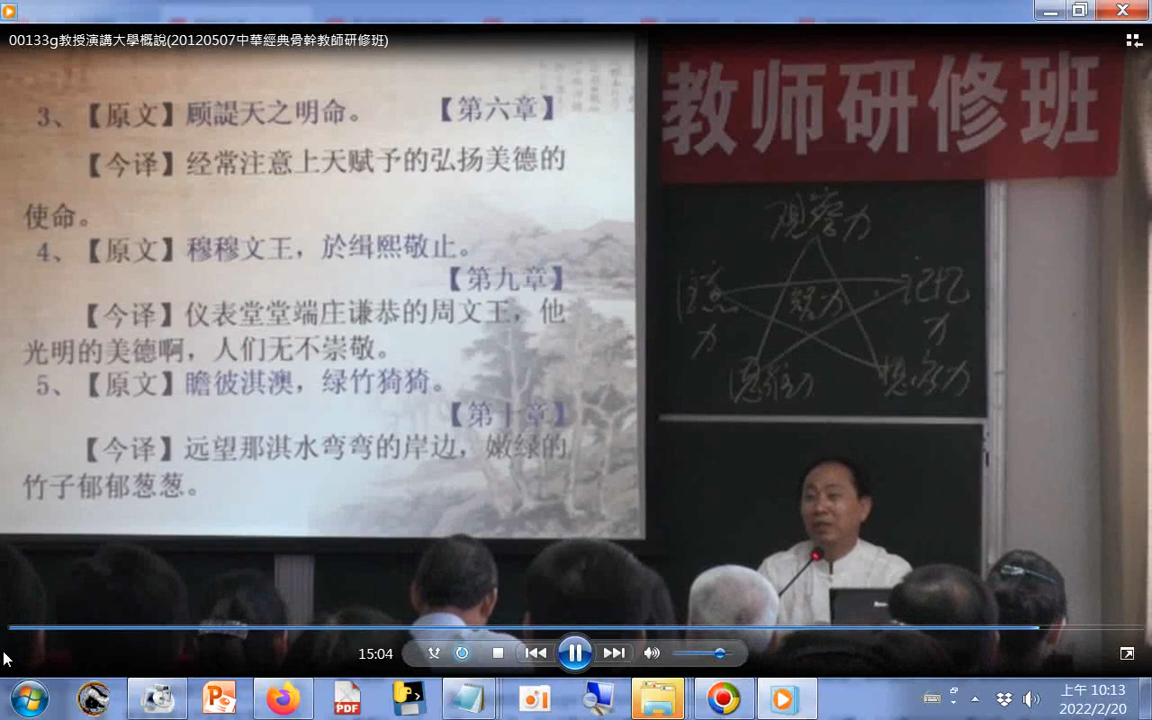 00133g教授演講大學概說(20120507中華經典骨幹教師研修班)
3、【原文】顾諟天之明命。 【第六章】
【今译】经常注意上天赋予的弘扬美德的
使命。
4、【原文】穆穆文王，於缉熙敬止。
【第九章】
【今译】仪表堂堂端庄谦恭的周文王，他
光明的美德啊，人们无不崇敬。
5、【原文】瞻彼淇澳，绿竹猗猗。
【第十章】
【今译】远望那淇水弯弯的岸边，嫩绿的
竹子郁郁葱葱。
教师研修班
观察力
注意力
记忆力
思维力
想象力
15:04
PDF
上午 10:13
2022/2/20